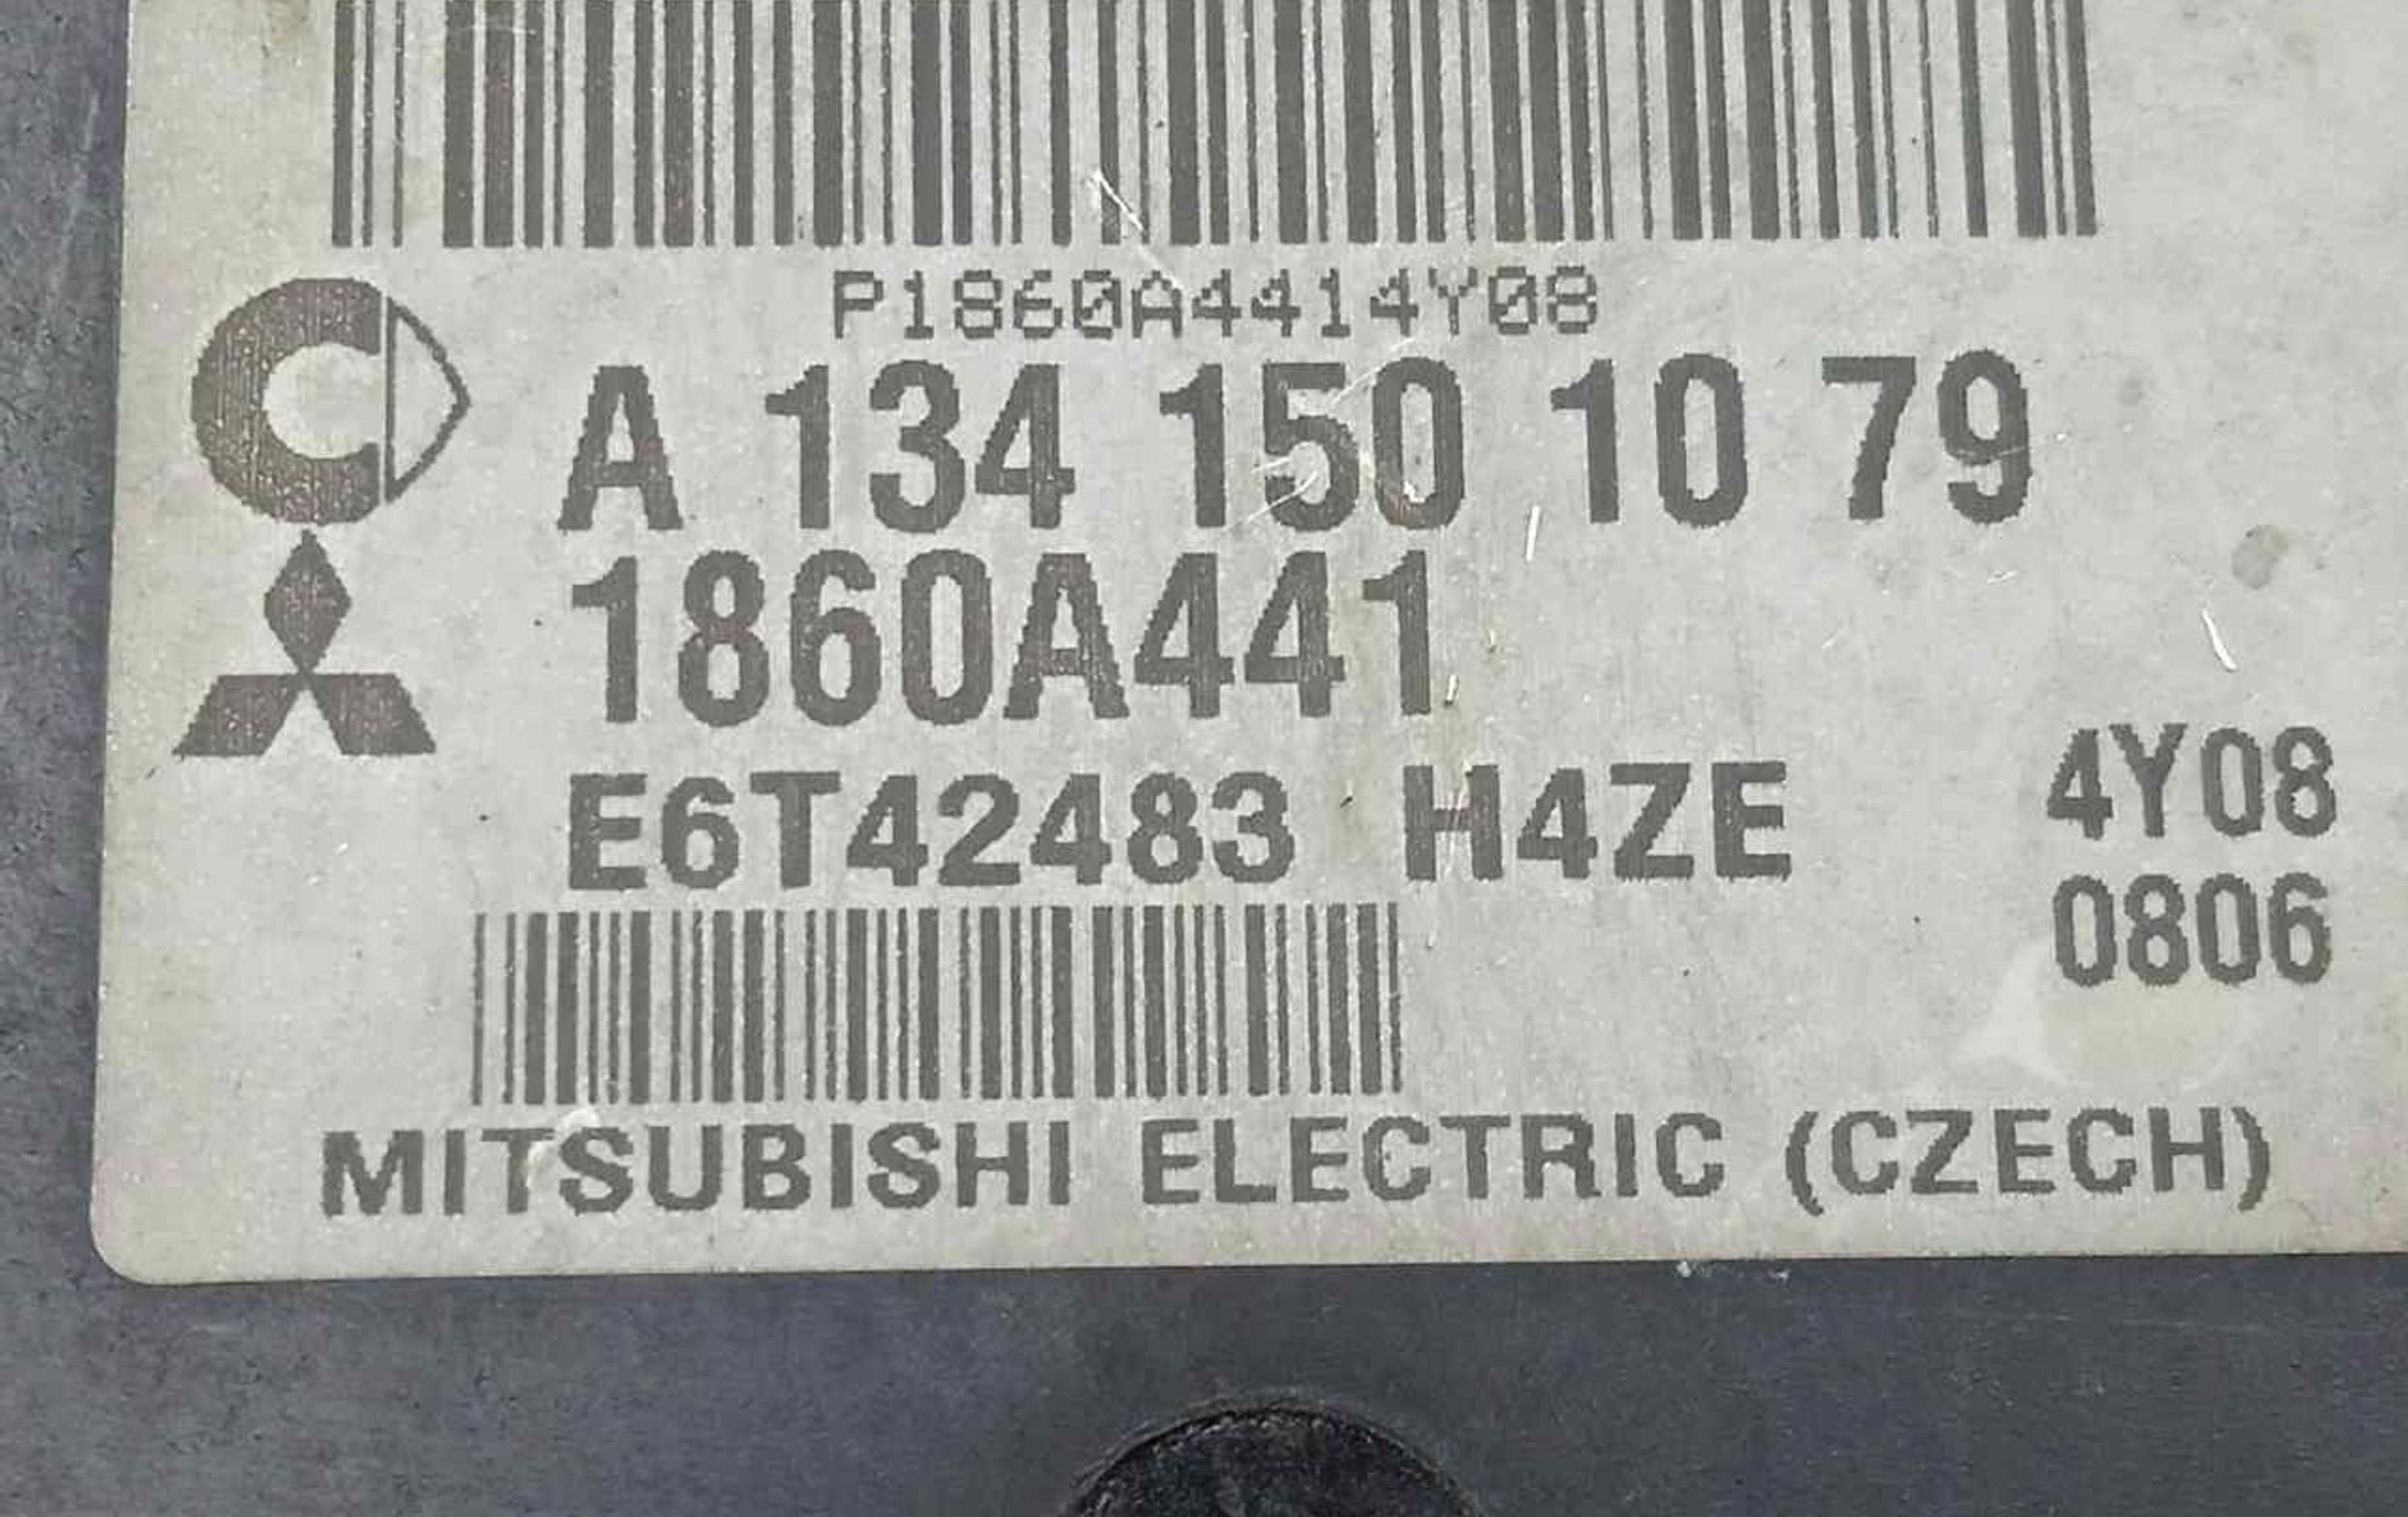 P1860A4414Y08
A 134 150 10 79
1860A441
E6T42483 H4ZE 4Y08
0806
MITSUBISHI ELECTRIC (CZECH)